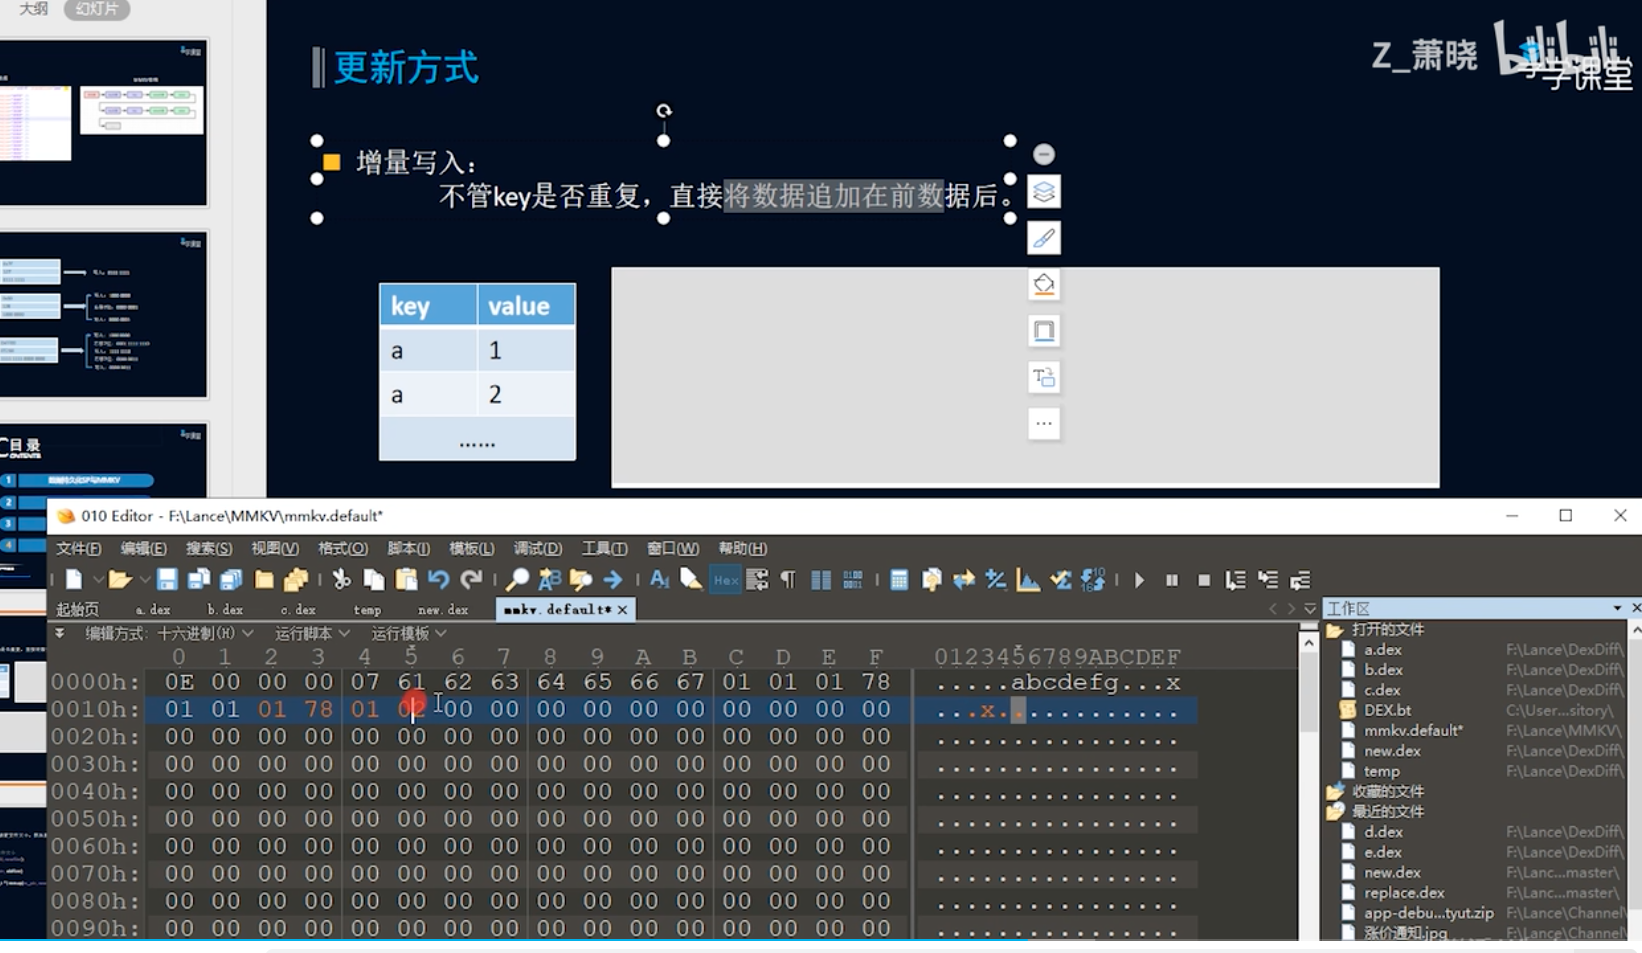 大纲 幻灯片
更新方式
Z_萧晓 bilibili
增量写入：
不管key是否重复，直接将数据追加在前数据后。
key value
a 1
a 2
......
目录
CONTENTS
1
2
3
4
010 Editor - F:\Lance\MMKV\mmkv.default*
文件(F) 编辑(E) 搜索(S) 视图(V) 格式(O) 脚本(I) 模板(L) 调试(D) 工具(T) 窗口(W) 帮助(H)
Hex
起始页 a.dex b.dex c.dex temp new.dex mmkv.default*
编辑方式: 十六进制(H) 运行脚本 运行模板
0 1 2 3 4 5 6 7 8 9 A B C D E F 0123456789ABCDEF
0000h: 0E 00 00 00 07 61 62 63 64 65 66 67 01 01 01 78 .....abcdefg...x
0010h: 01 01 01 78 01 02 00 00 00 00 00 00 00 00 00 00 ...x............
0020h: 00 00 00 00 00 00 00 00 00 00 00 00 00 00 00 00 ................
0030h: 00 00 00 00 00 00 00 00 00 00 00 00 00 00 00 00 ................
0040h: 00 00 00 00 00 00 00 00 00 00 00 00 00 00 00 00 ................
0050h: 00 00 00 00 00 00 00 00 00 00 00 00 00 00 00 00 ................
0060h: 00 00 00 00 00 00 00 00 00 00 00 00 00 00 00 00 ................
0070h: 00 00 00 00 00 00 00 00 00 00 00 00 00 00 00 00 ................
0080h: 00 00 00 00 00 00 00 00 00 00 00 00 00 00 00 00 ................
0090h: 00 00 00 00 00 00 00 00 00 00 00 00 00 00 00 00 ................
工作区
打开的文件
a.dex F:\Lance\DexDiff\
b.dex F:\Lance\DexDiff\
c.dex F:\Lance\DexDiff\
DEX.bt C:\User...sitory\
mmkv.default* F:\Lance\MMKV\
new.dex F:\Lance\DexDiff\
temp F:\Lance\DexDiff\
收藏的文件
最近的文件
d.dex F:\Lance\DexDiff\
e.dex F:\Lance\DexDiff\
new.dex F:\Lanc...master\
replace.dex F:\Lanc...master\
app-debu...tyut.zip F:\Lance\Channel\
涨价通知.jpg F:\Lance\Channel\